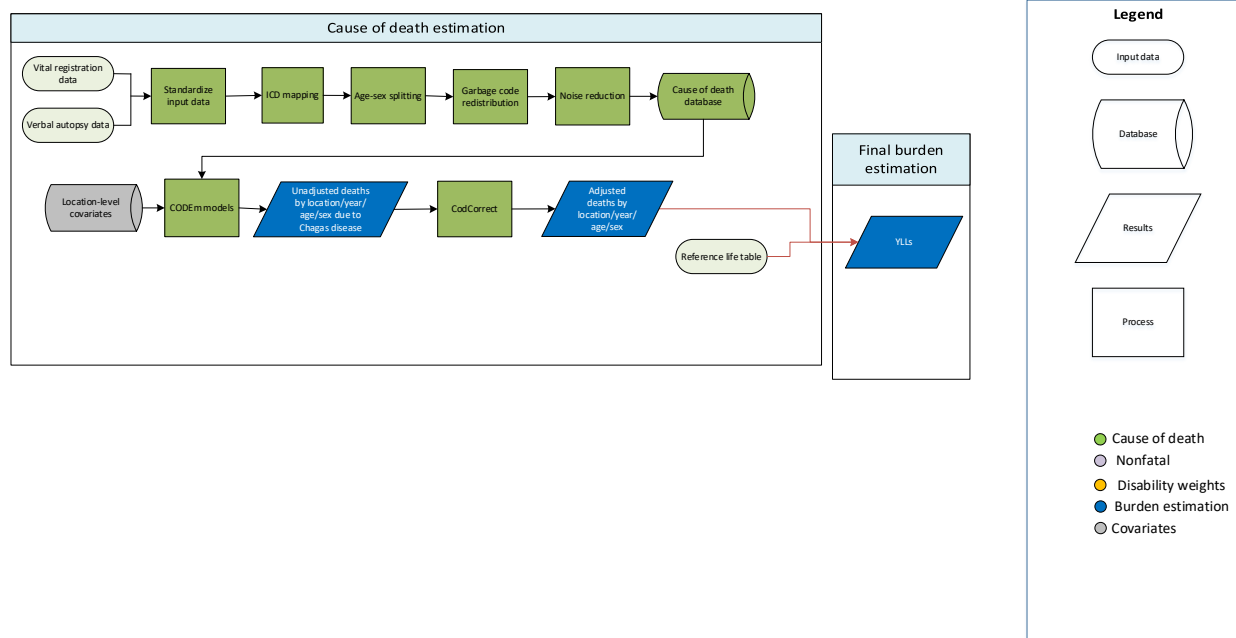 Cause of death estimation
Vital registration
data
Verbal autopsy data
Standardize
input data
ICD mapping
Age-sex splitting
Garbage code
redistribution
Noise reduction
Cause of death
database
Location-level
covariates
CODEm models
Unadjusted deaths
by location/year/
age/sex due to
Chagas disease
CodCorrect
Adjusted
deaths by
location/year/
age/sex
Reference life table
Final burden
estimation
YLLs
Legend
Input data
Database
Results
Process
Cause of death
Nonfatal
Disability weights
Burden estimation
Covariates